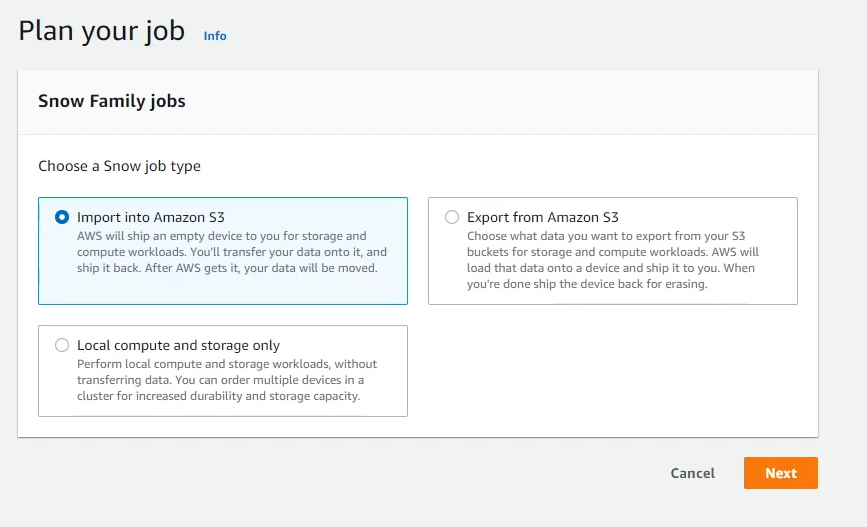 Plan your job Info
Snow Family jobs
Choose a Snow job type
Import into Amazon S3
AWS will ship an empty device to you for storage and
compute workloads. You'll transfer your data onto it, and
ship it back. After AWS gets it, your data will be moved.
Export from Amazon S3
Choose what data you want to export from your S3
buckets for storage and compute workloads. AWS will
load that data onto a device and ship it to you. When
you're done ship the device back for erasing.
Local compute and storage only
Perform local compute and storage workloads, without
transferring data. You can order multiple devices in a
cluster for increased durability and storage capacity.
Cancel Next